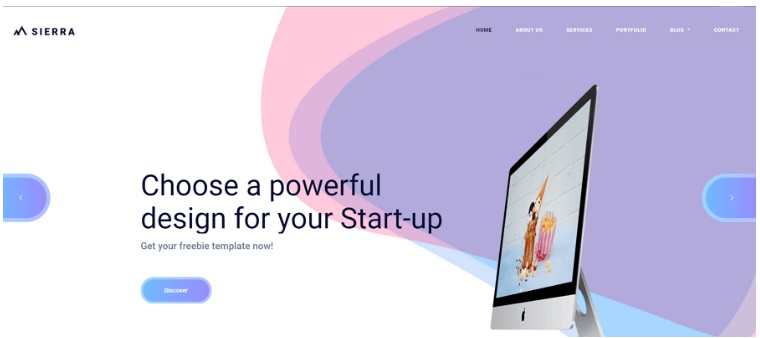 SIERRA
HOME ABOUT US SERVICES PORTFOLIO BLOG CONTACT
Choose a powerful
design for your Start-up
Get your freebie template now!
Discover